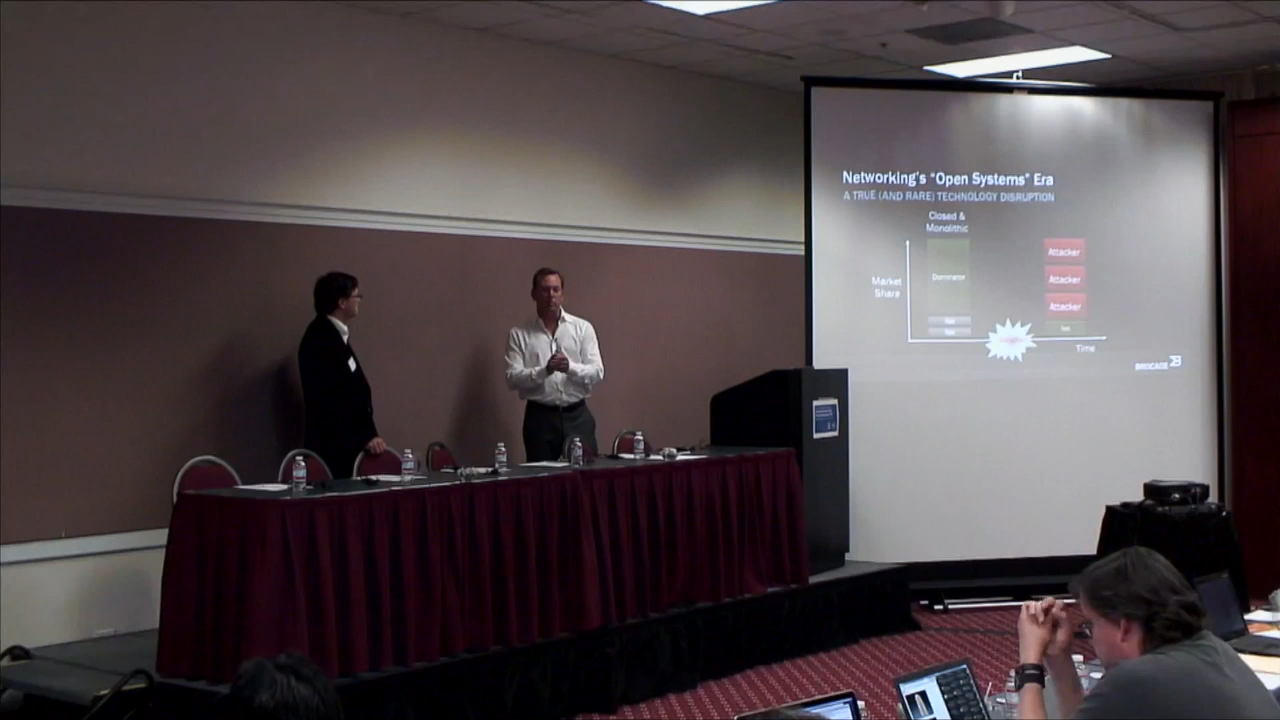 Networking's "Open Systems" Era
A TRUE (AND RARE) TECHNOLOGY DISRUPTION
Closed &
Monolithic
Dominator
Attacker
Attacker
Attacker
Market
Share
Time
BROCADE